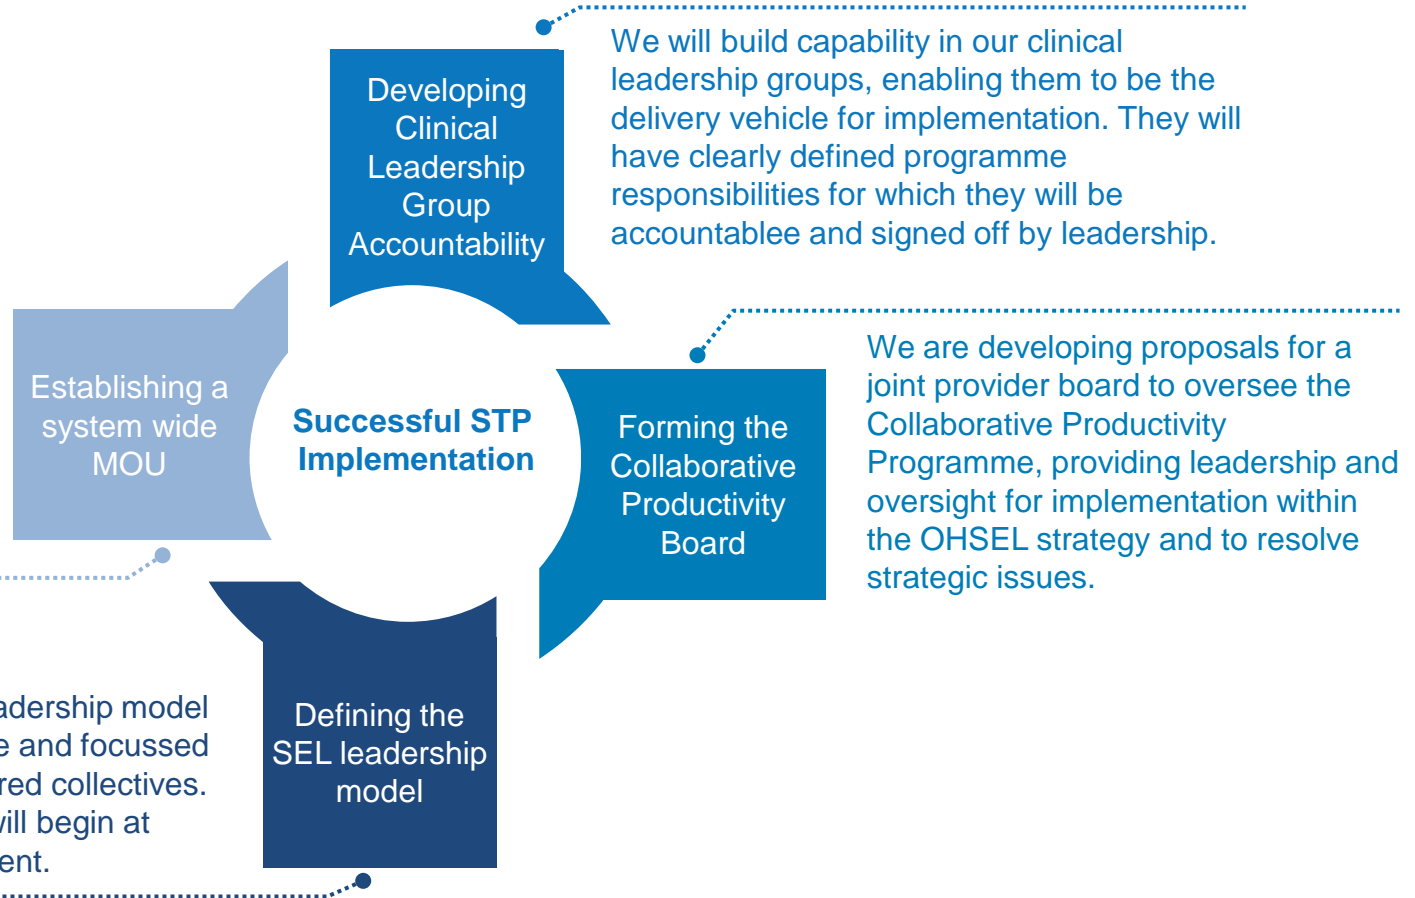 Developing
Clinical
Leadership
Group
Accountability
We will build capability in our clinical
leadership groups, enabling them to be the
delivery vehicle for implementation. They will
have clearly defined programme
responsibilities for which they will be
accountablee and signed off by leadership.
Establishing a
system wide
MOU
Successful STP
Implementation
Forming the
Collaborative
Productivity
Board
We are developing proposals for a
joint provider board to oversee the
Collaborative Productivity
Programme, providing leadership and
oversight for implementation within
the OHSEL strategy and to resolve
strategic issues.
Defining the
SEL leadership
model
model
and focussed
collectives.
will begin at